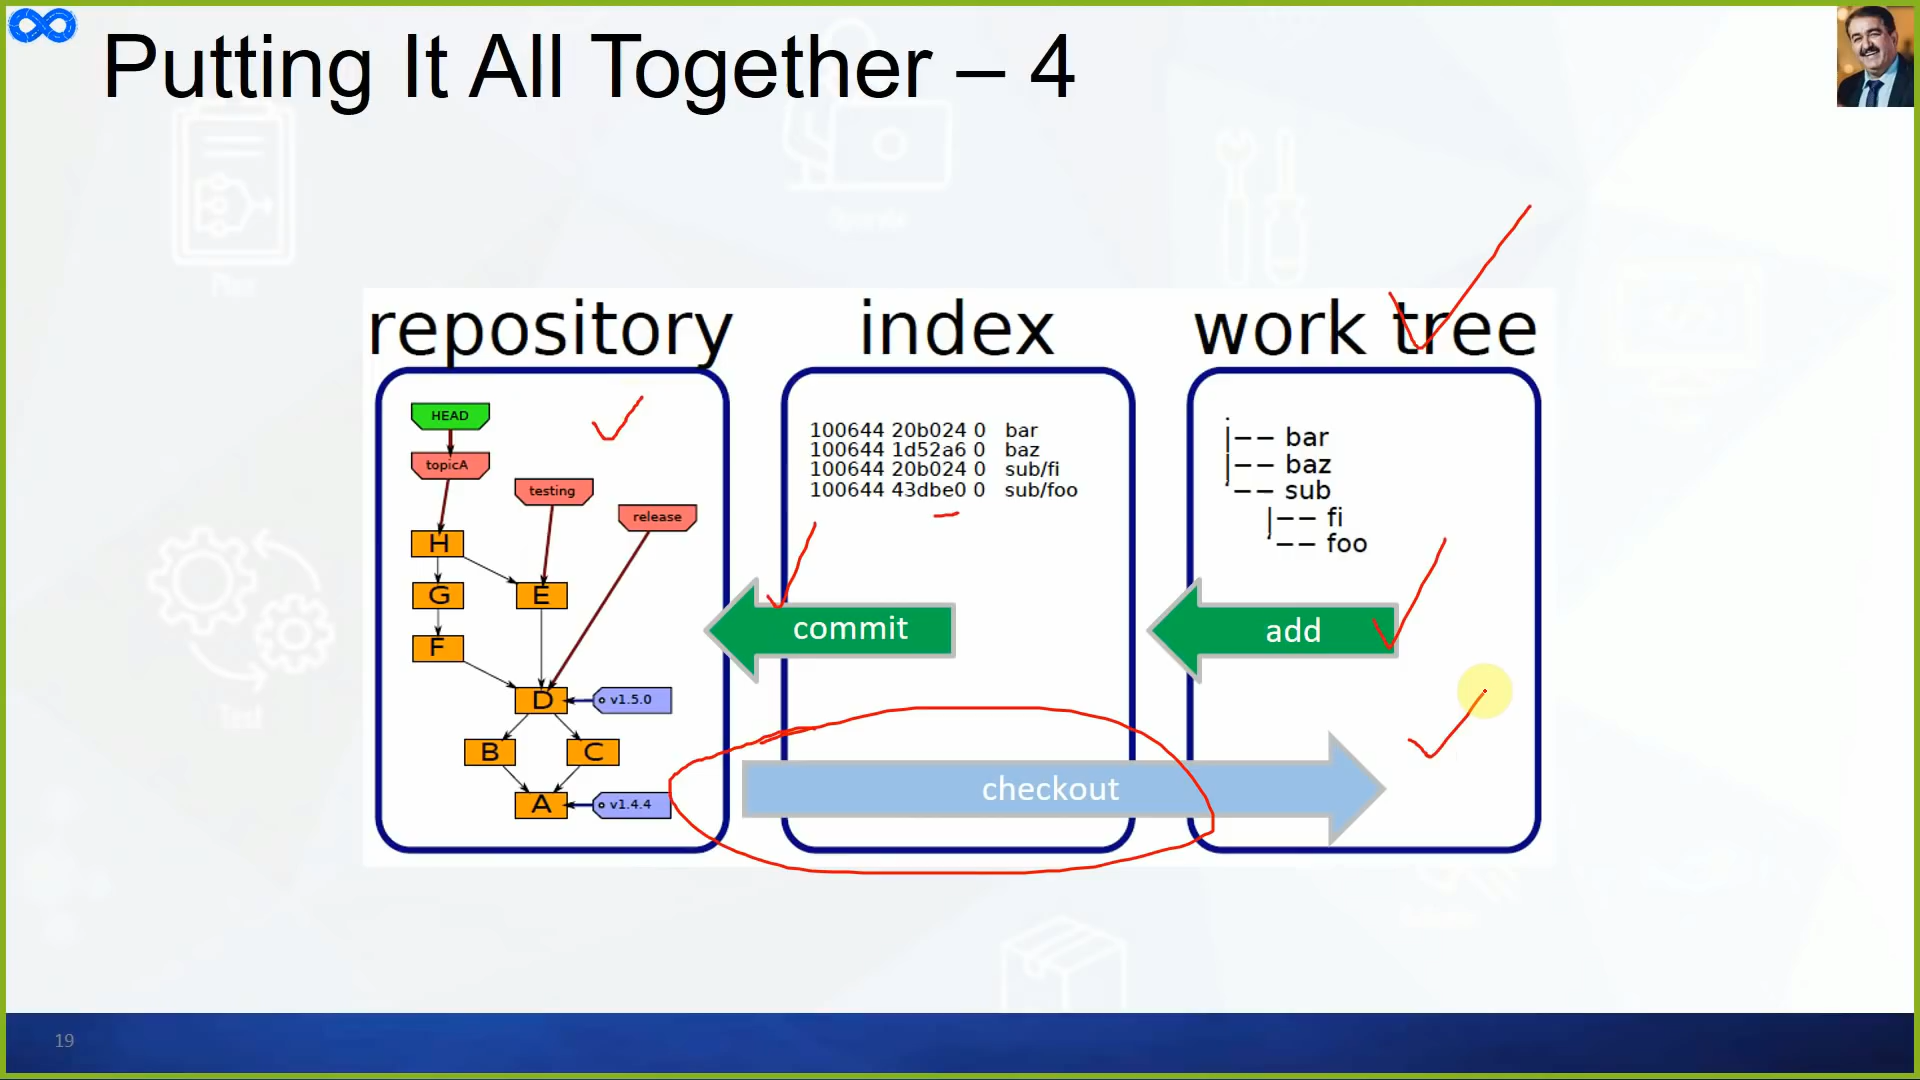 Putting It All Together – 4
repository
index
work tree
HEAD
topicA
testing
release
H
G
E
F
D
v1.5.0
B
C
A
v1.4.4
100644 20b024 0 bar
100644 1d52a6 0 baz
100644 20b024 0 sub/fi
100644 43dbe0 0 sub/foo
.
|−− bar
|−− baz
`−− sub
|−− fi
`−− foo
commit
add
checkout
Plan
Test
19